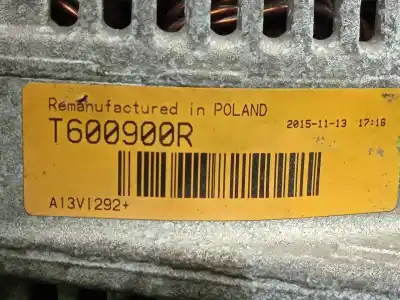 Remanufactured in POLAND
T600900R 2015-11-13 17:16
A13VI292+